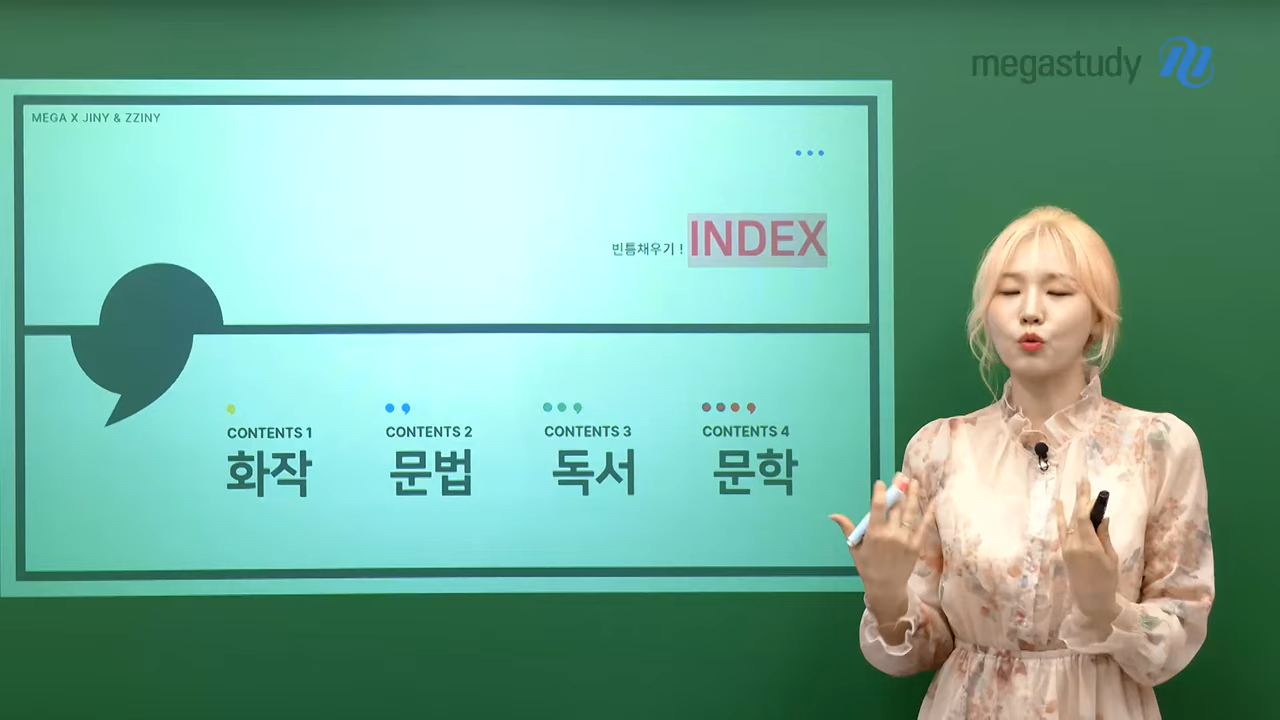 megastudy
MEGA X JINY & ZZINY
빈틈채우기 ! INDEX
CONTENTS 1
화작
CONTENTS 2
문법
CONTENTS 3
독서
CONTENTS 4
문학